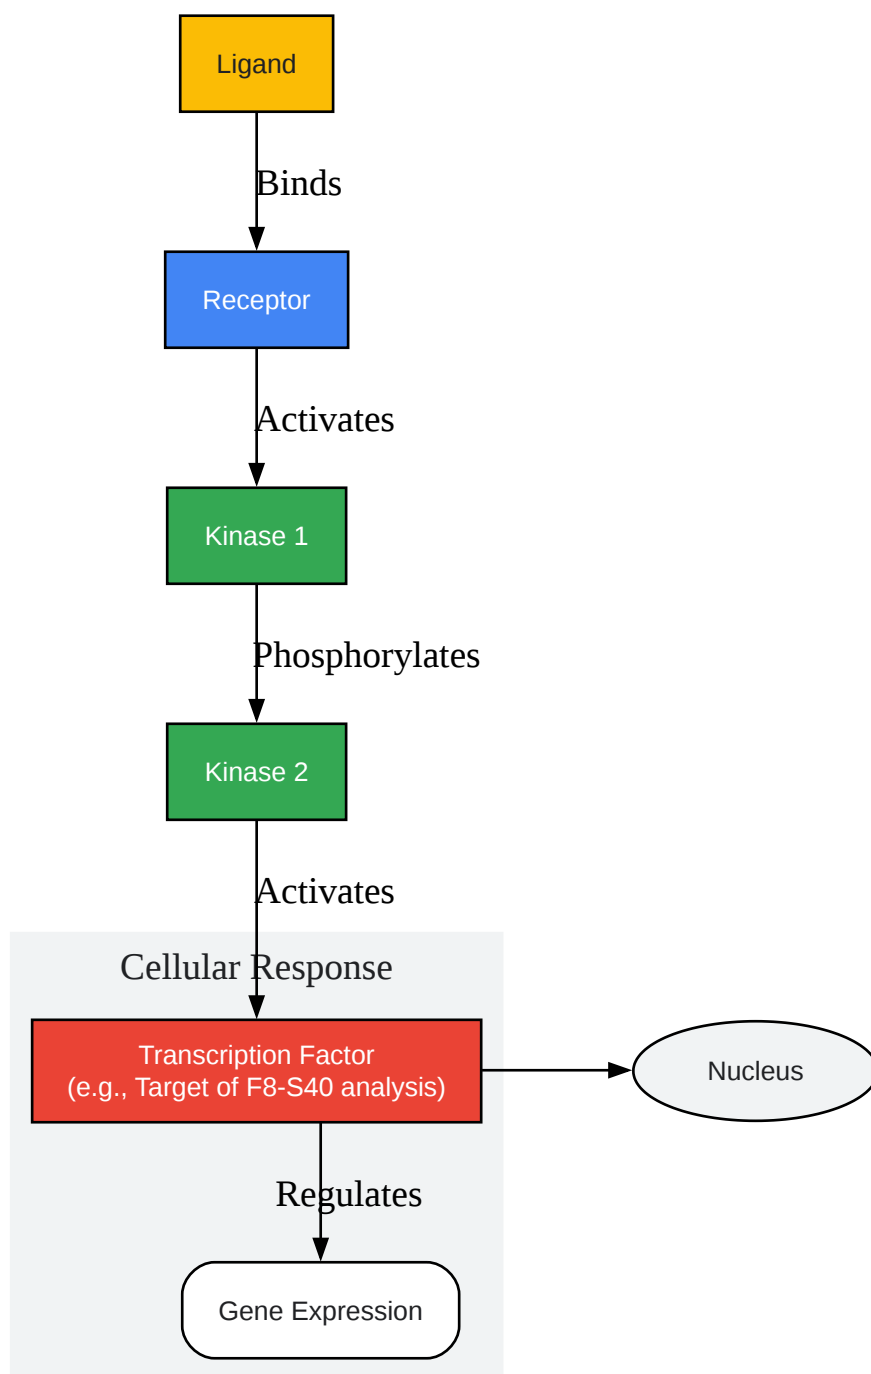 Ligand
Binds
Receptor
Activates
Kinase 1
Phosphorylates
Kinase 2
Activates
Cellular Response
Transcription Factor
(e.g., Target of F8-S40 analysis)
Nucleus
Regulates
Gene Expression